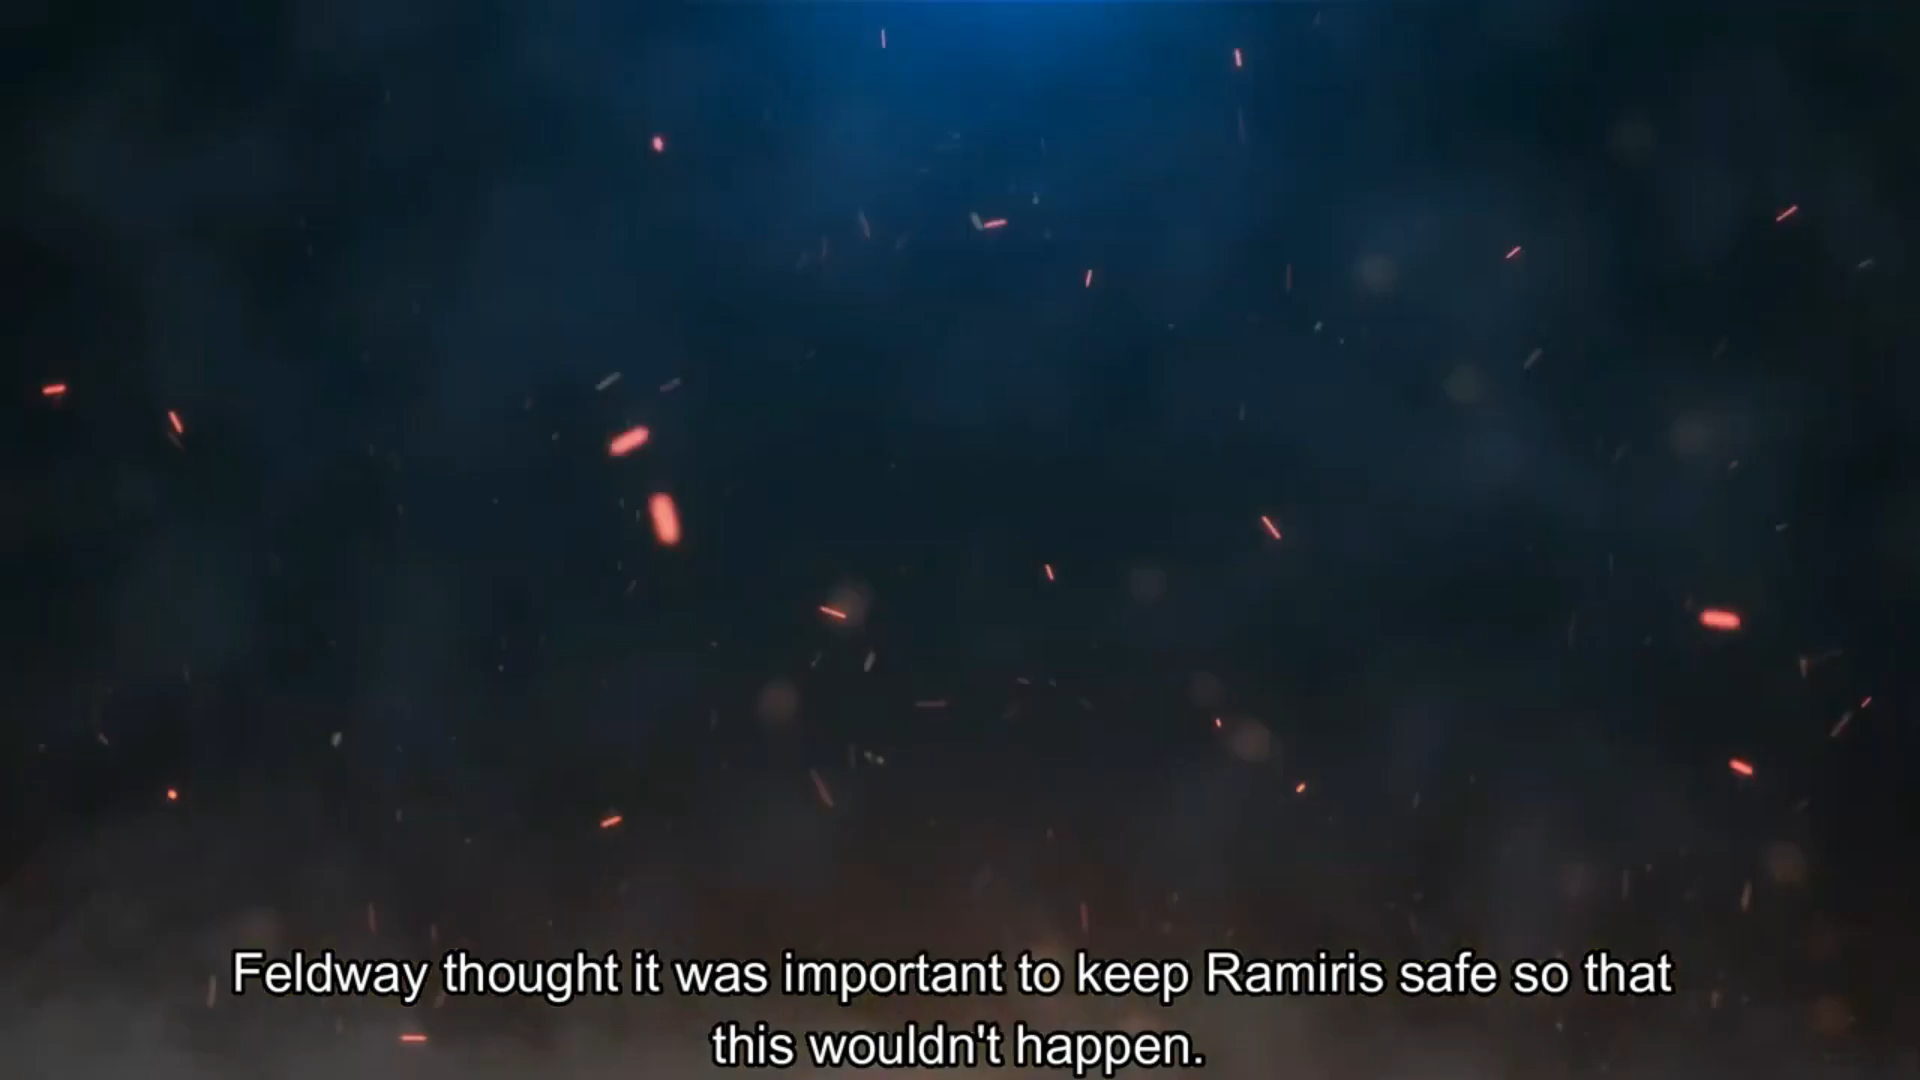 Feldway thought it was important to keep Ramiris safe so that
this wouldn't happen.